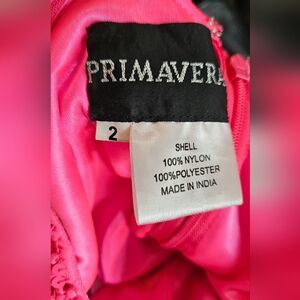 PRIMAVERA
2
SHELL
100% NYLON
100%POLYESTER
MADE IN INDIA